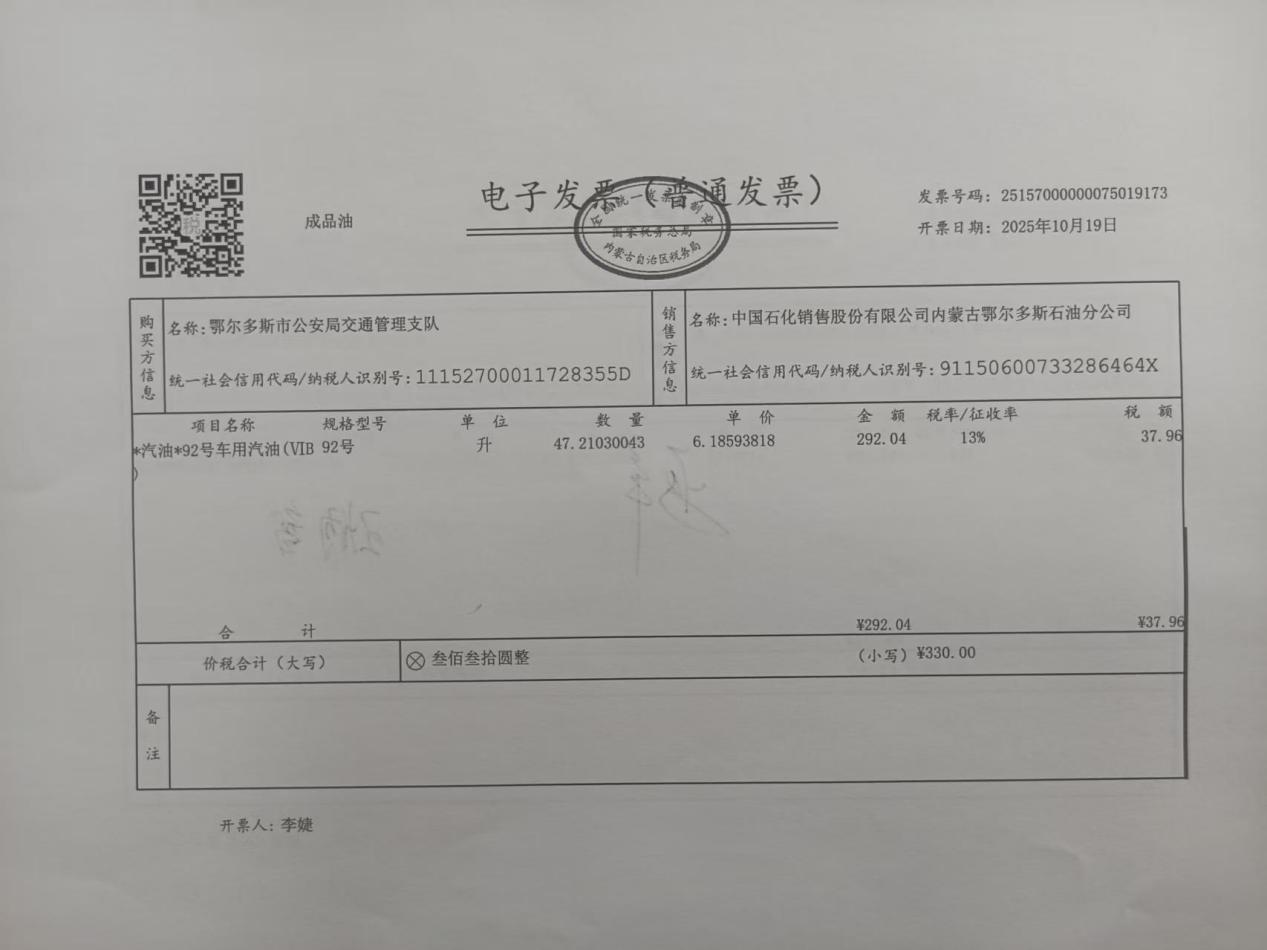 电子发票（普通发票）
成品油
税
全国统一发票监制章
国家税务总局
内蒙古自治区税务局
发票号码：25157000000075019173
开票日期：2025年10月19日
购买方信息
名称：鄂尔多斯市公安局交通管理支队
统一社会信用代码/纳税人识别号：11152700011728355D
销售方信息
名称：中国石化销售股份有限公司内蒙古鄂尔多斯石油分公司
统一社会信用代码/纳税人识别号：91150600733286464X
项目名称 规格型号 单位 数量 单价 金额 税率/征收率 税额
*汽油*92号车用汽油(VIB 92号 升 47.21030043 6.18593818 292.04 13% 37.96
)
合计 ¥292.04 ¥37.96
价税合计（大写） ⊗叁佰叁拾圆整 （小写）¥330.00
备注
开票人：李婕